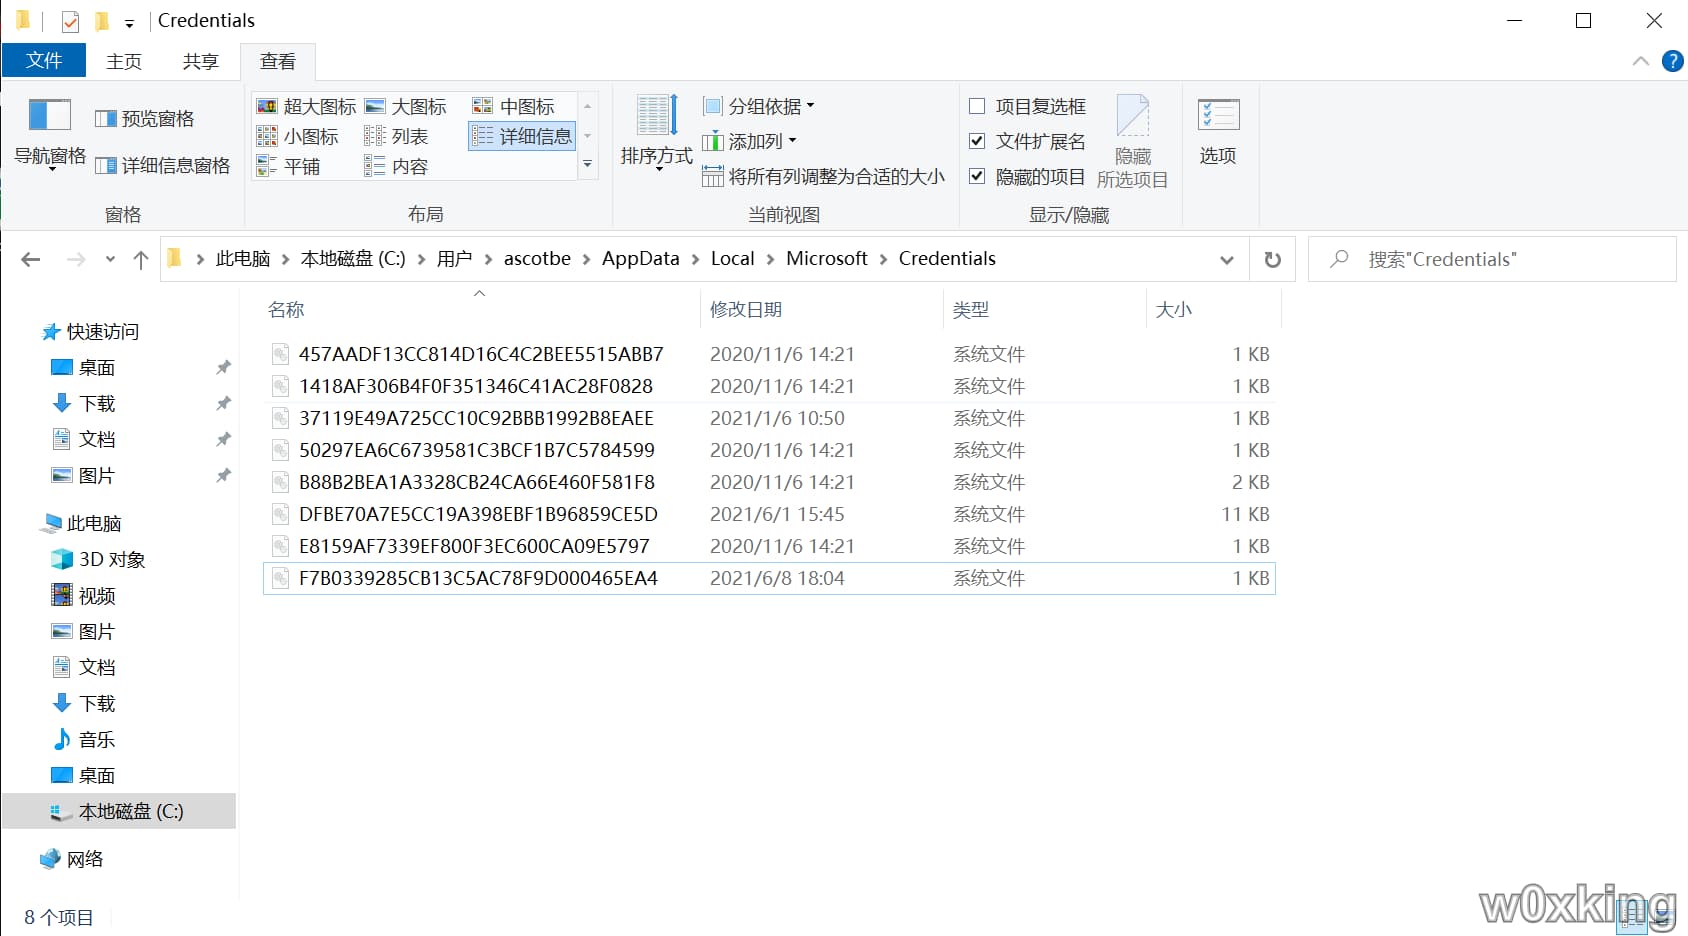 Credentials
文件 主页 共享 查看
导航窗格
预览窗格
详细信息窗格
窗格
超大图标 大图标 中图标
小图标 列表 详细信息
平铺 内容
布局
排序方式
分组依据
添加列
将所有列调整为合适的大小
当前视图
项目复选框
文件扩展名
隐藏的项目
隐藏
所选项目
显示/隐藏
选项
此电脑 本地磁盘 (C:) 用户 ascotbe AppData Local Microsoft Credentials
搜索"Credentials"
名称 修改日期 类型 大小
457AADF13CC814D16C4C2BEE5515ABB7 2020/11/6 14:21 系统文件 1 KB
1418AF306B4F0F351346C41AC28F0828 2020/11/6 14:21 系统文件 1 KB
37119E49A725CC10C92BBB1992B8EAEE 2021/1/6 10:50 系统文件 1 KB
50297EA6C6739581C3BCF1B7C5784599 2020/11/6 14:21 系统文件 1 KB
B88B2BEA1A3328CB24CA66E460F581F8 2020/11/6 14:21 系统文件 2 KB
DFBE70A7E5CC19A398EBF1B96859CE5D 2021/6/1 15:45 系统文件 11 KB
E8159AF7339EF800F3EC600CA09E5797 2020/11/6 14:21 系统文件 1 KB
F7B0339285CB13C5AC78F9D000465EA4 2021/6/8 18:04 系统文件 1 KB
快速访问
桌面
下载
文档
图片
此电脑
3D 对象
视频
图片
文档
下载
音乐
桌面
本地磁盘 (C:)
网络
8 个项目
w0xking